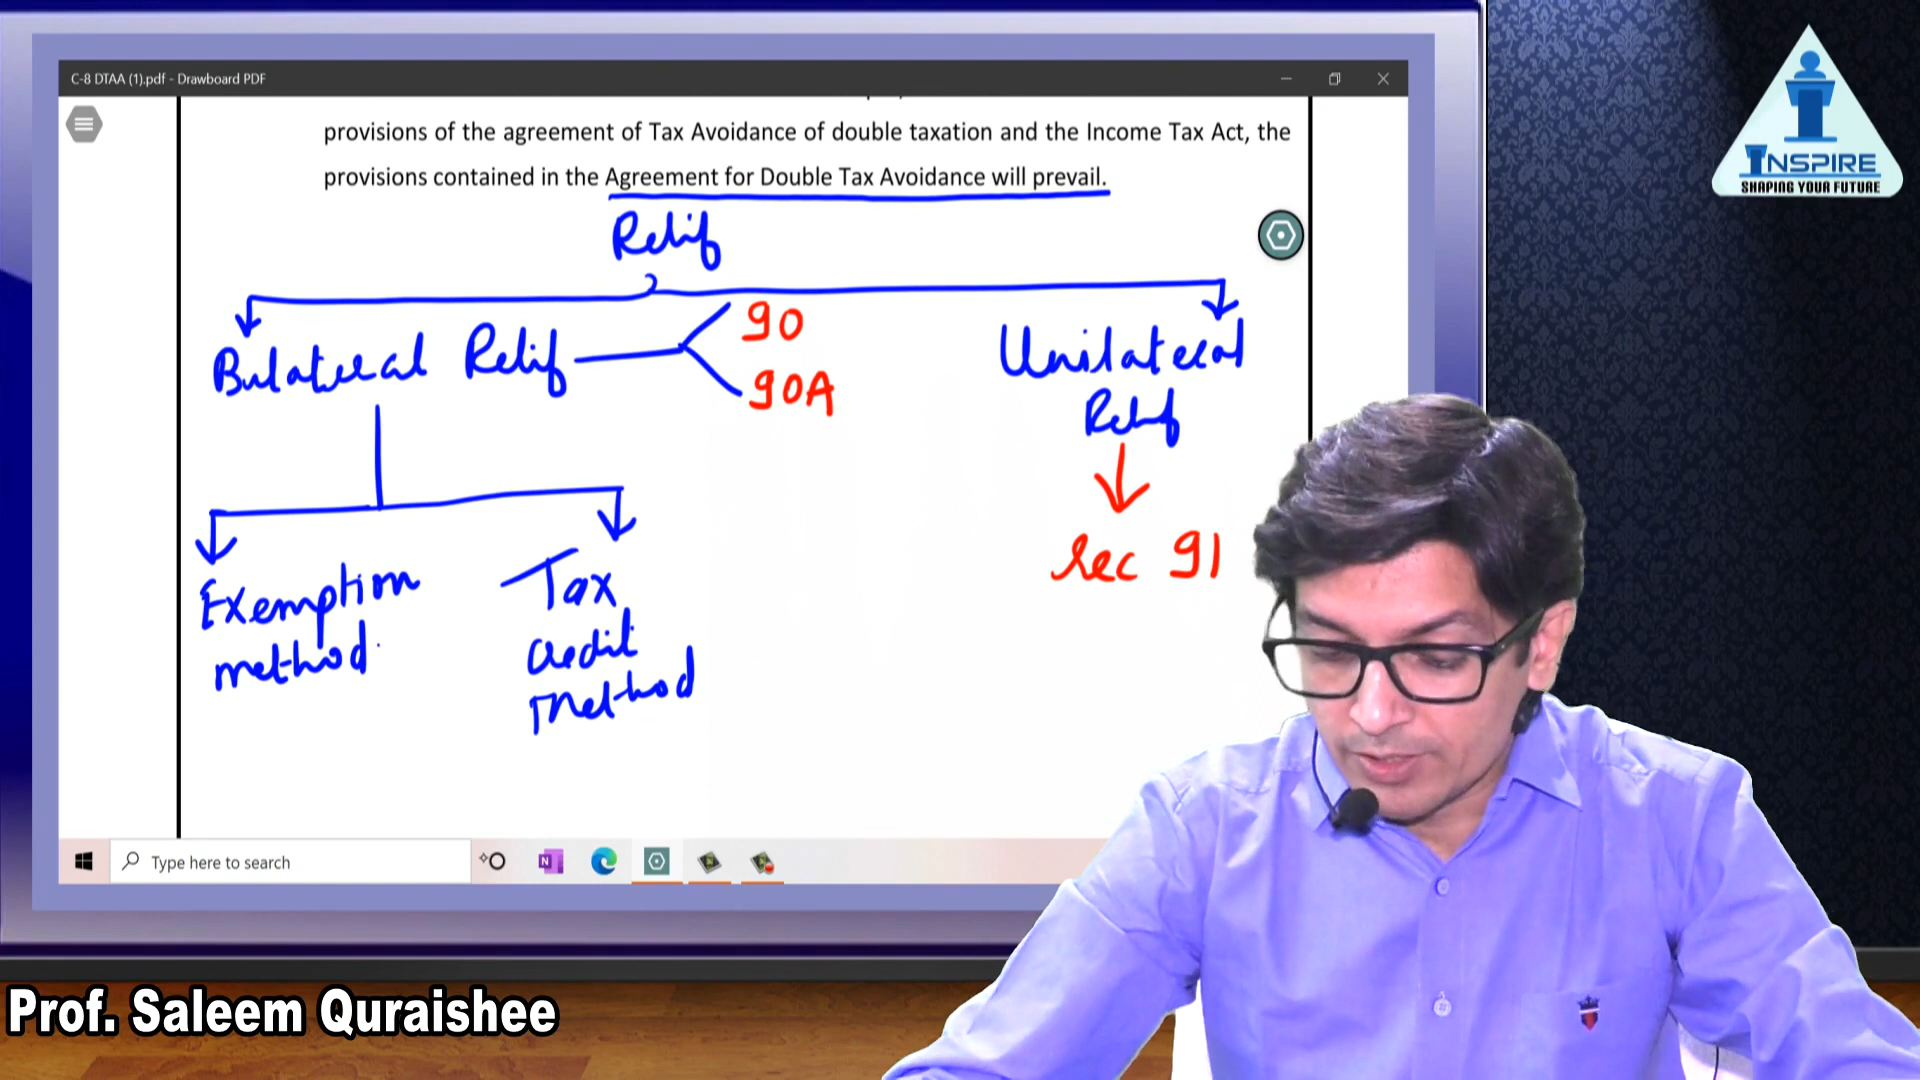 C-8 DTAA (1).pdf - Drawboard PDF
provisions of the agreement of Tax Avoidance of double taxation and the Income Tax Act, the
provisions contained in the Agreement for Double Tax Avoidance will prevail.
Relif
Bilateral Relif
90
90A
Unilateral
Relif
Sec 91
Exemption
method
Tax
credit
method
Type here to search
INSPIRE
SHAPING YOUR FUTURE
Prof. Saleem Quraishee